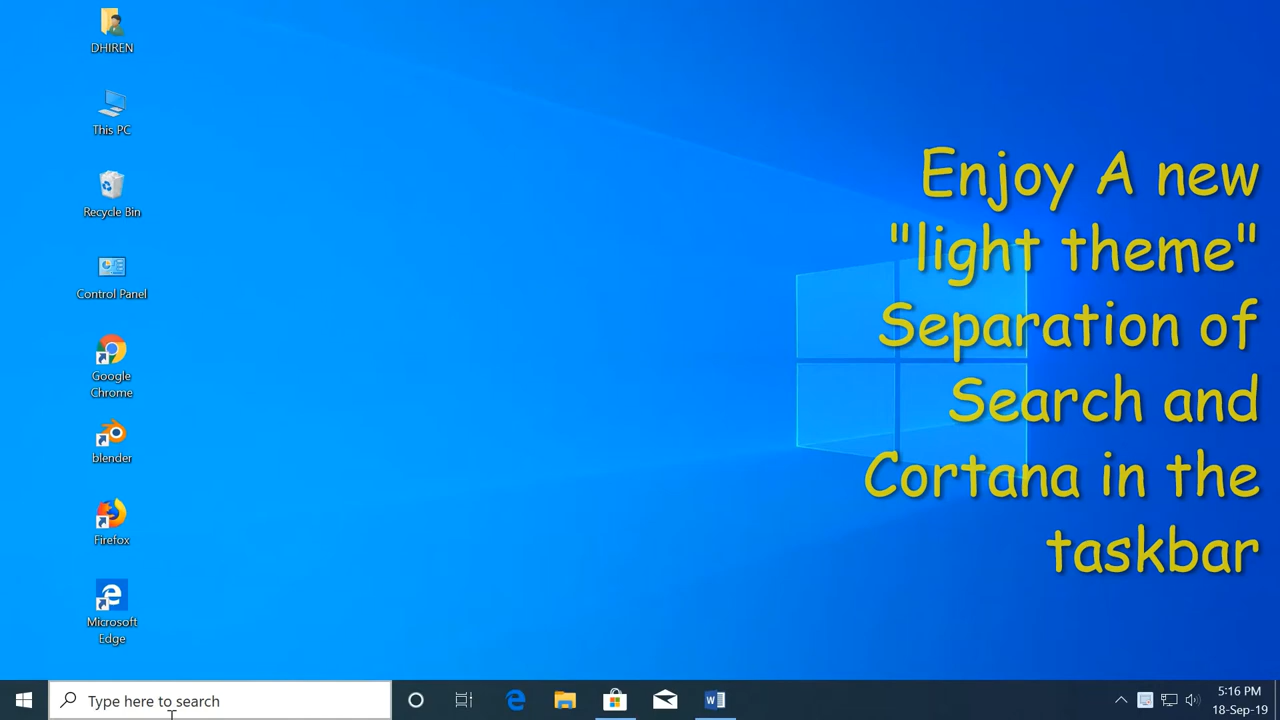 DHIREN
This PC
Recycle Bin
Control Panel
Google
Chrome
blender
Firefox
Microsoft
Edge
Enjoy A new
"light theme"
Separation of
Search and
Cortana in the
taskbar
Type here to search
W
5:16 PM
18-Sep-19